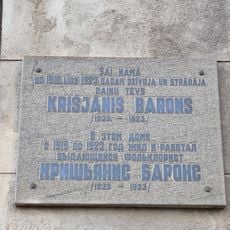 ŠAI NAMĀ
NO 1919. LĪDZ 1923. GADAM DZĪVOJA UN STRĀDĀJA
DAINU TĒVS
KRIŠJĀNIS BARONS
(1835. — 1923.)
В ЭТОМ ДОМЕ
С 1919 ПО 1923 ГОД ЖИЛ И РАБОТАЛ
ВЫДАЮЩИЙСЯ ФОЛЬКЛОРИСТ
КРИШЬЯНИС БАРОНС
(1835 — 1923)